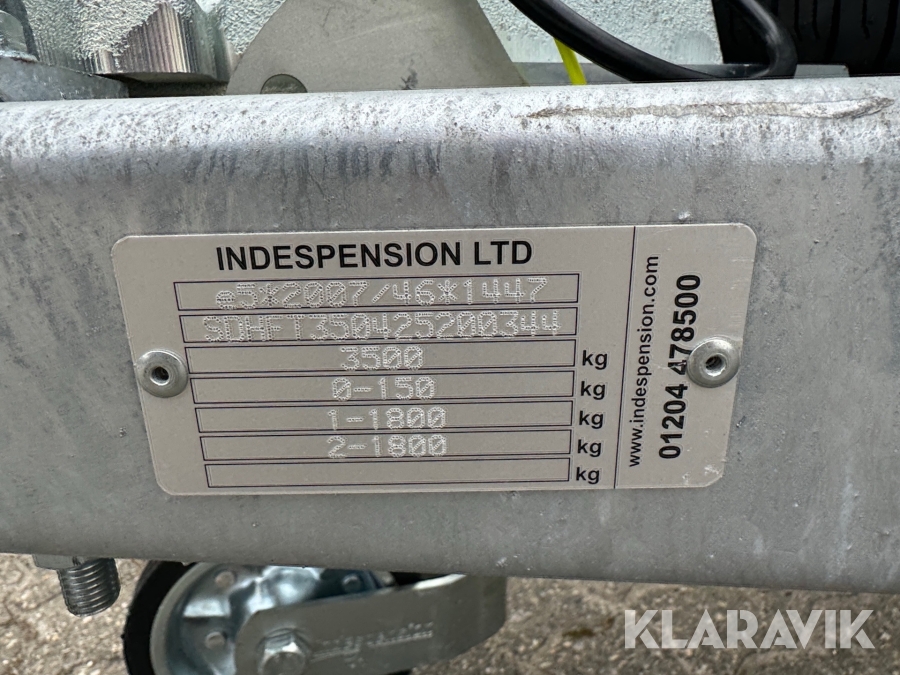 INDESPENSION LTD
e5*2007/46*1447
SDHFT350425200344
3500 kg
0-150 kg
1-1800 kg
2-1800 kg
kg
www.indespension.com
01204 478500
indespension
KLARAVIK